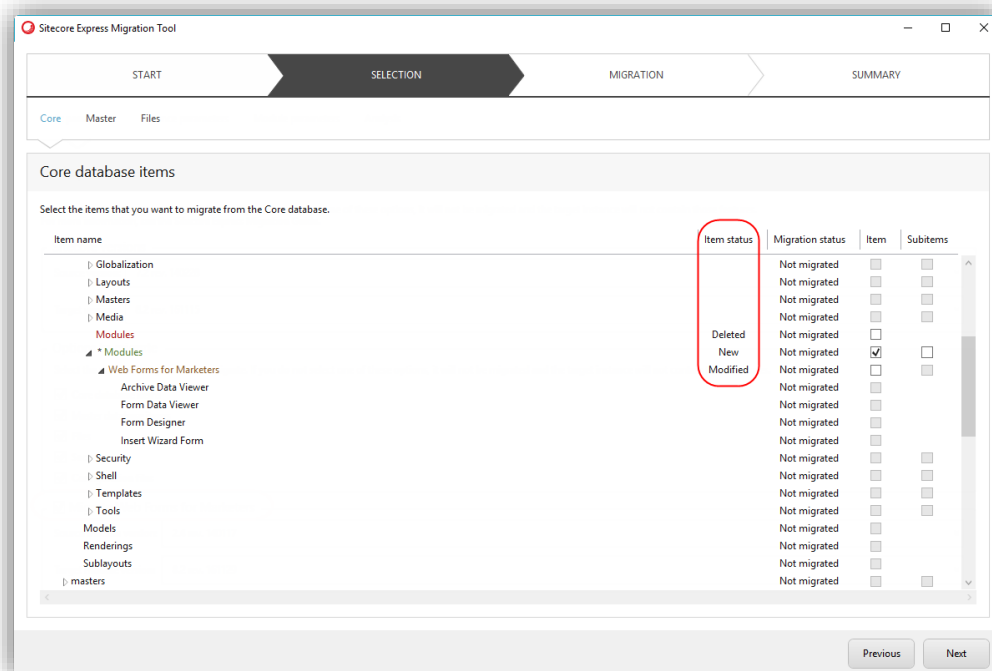 Sitecore Express Migration Tool
START SELECTION MIGRATION SUMMARY
Core Master Files
Core database items
Select the items that you want to migrate from the Core database.
Item name Item status Migration status Item Subitems
Globalization Not migrated
Layouts Not migrated
Masters Not migrated
Media Not migrated
Modules Deleted Not migrated
* Modules New Not migrated
Web Forms for Marketers Modified Not migrated
Archive Data Viewer Not migrated
Form Data Viewer Not migrated
Form Designer Not migrated
Insert Wizard Form Not migrated
Security Not migrated
Shell Not migrated
Templates Not migrated
Tools Not migrated
Models Not migrated
Renderings Not migrated
Sublayouts Not migrated
masters Not migrated
Previous Next